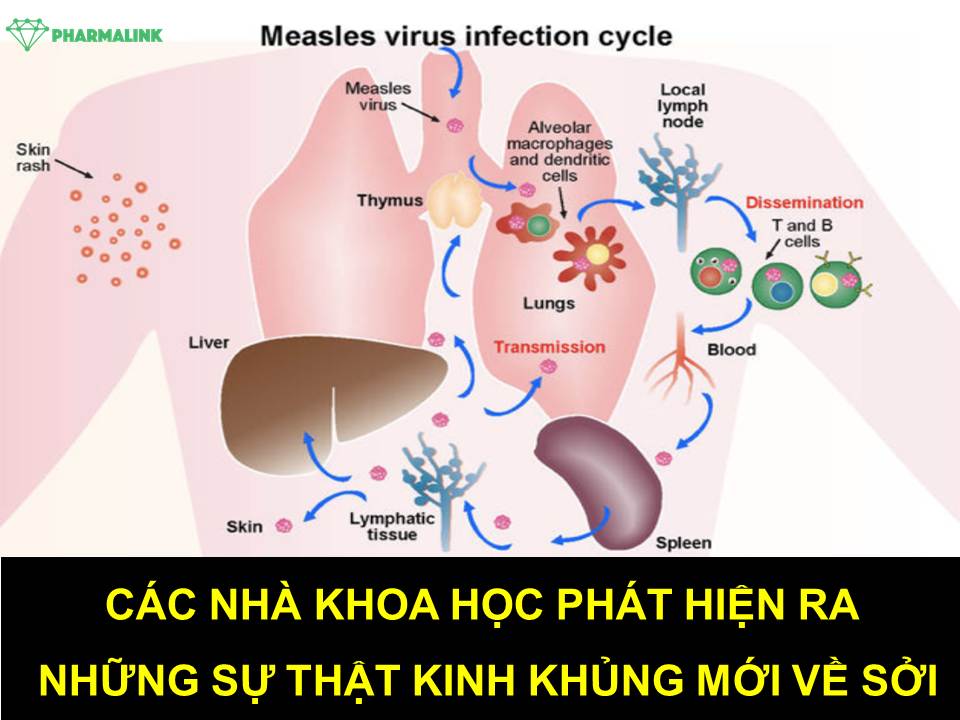 PHARMALINK
Measles virus infection cycle
Measles
virus
Local
lymph
node
Alveolar
macrophages
and dendritic
cells
Skin
rash
Thymus
Dissemination
T and B
cells
Lungs
Liver
Transmission
Blood
Skin
Lymphatic
tissue
Spleen
CÁC NHÀ KHOA HỌC PHÁT HIỆN RA
NHỮNG SỰ THẬT KINH KHỦNG MỚI VỀ SỞI